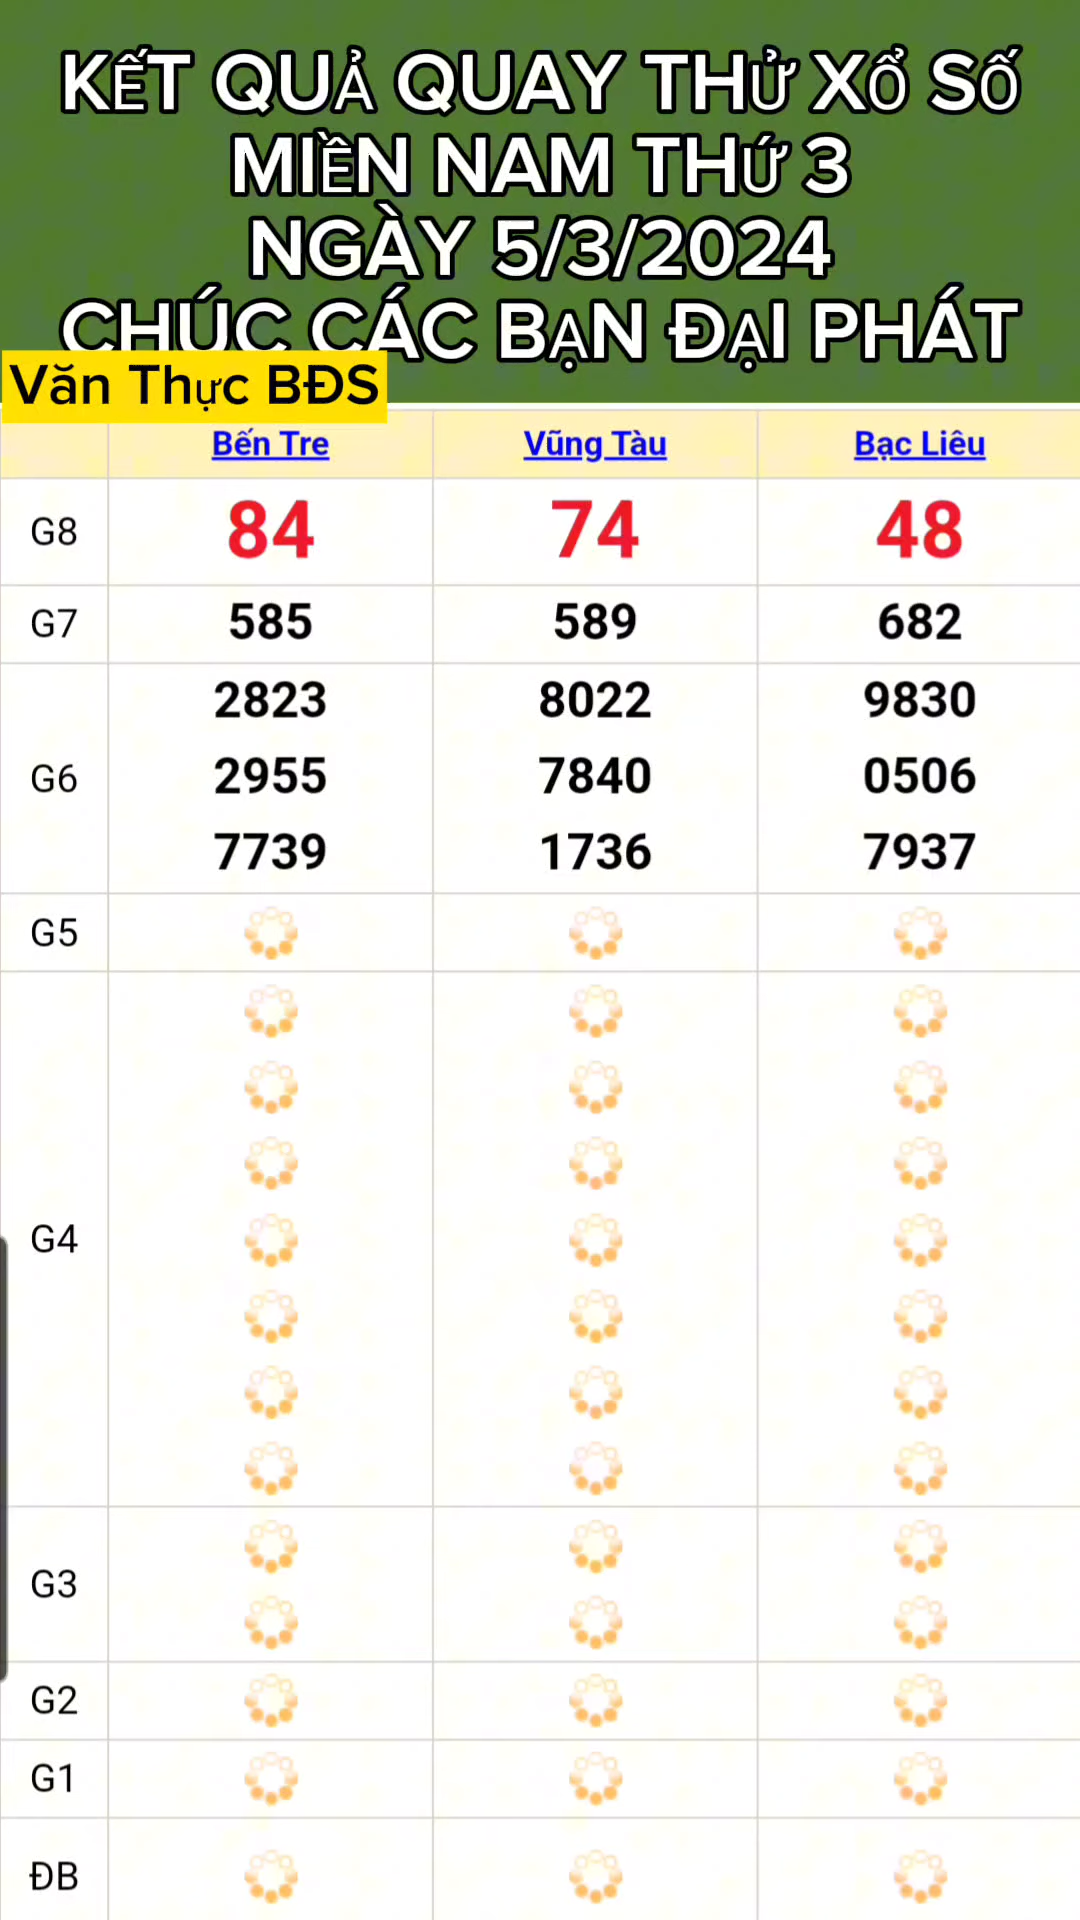 KẾT QUẢ QUAY THỬ XỔ SỐ
MIỀN NAM THỨ 3
NGÀY 5/3/2024
CHÚC CÁC BẠN ĐẠI PHÁT
Văn Thực BĐS
Bến Tre Vũng Tàu Bạc Liêu
G8 84 74 48
G7 585 589 682
2823 8022 9830
G6 2955 7840 0506
7739 1736 7937
G5
G4
G3
G2
G1
ĐB